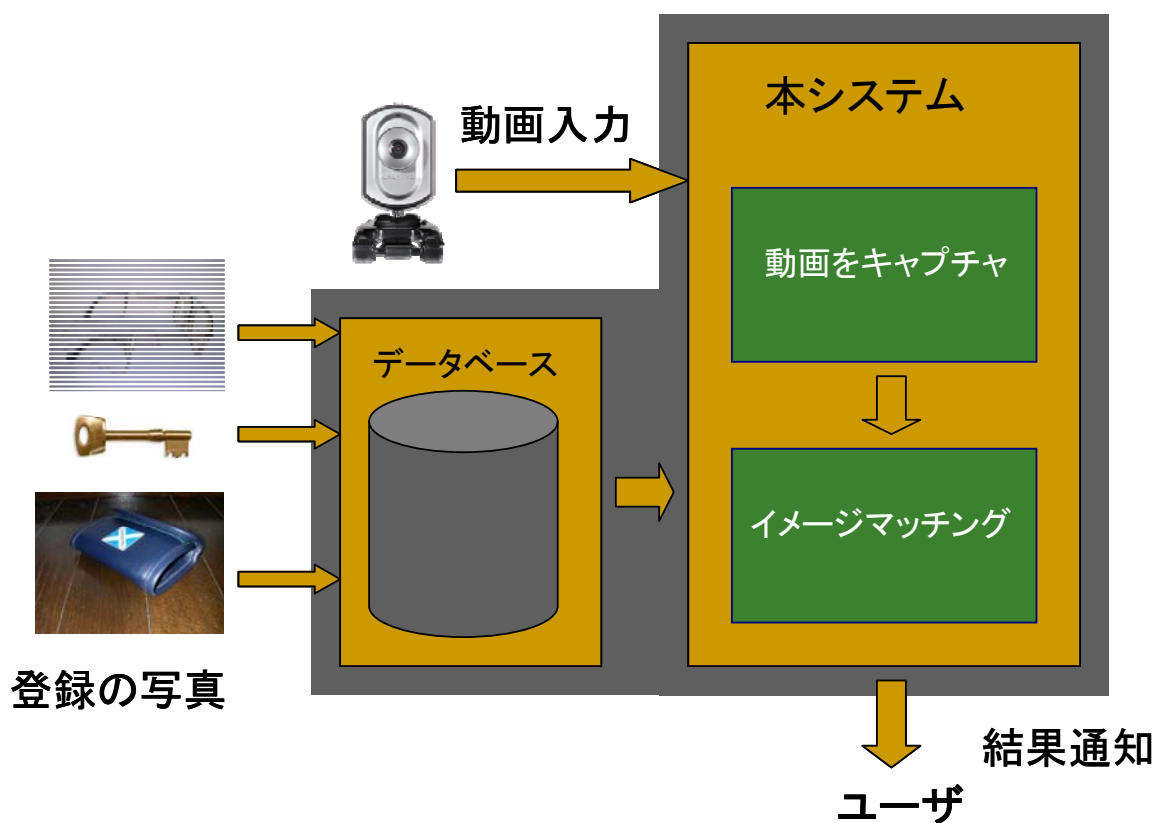 本システム
動画入力
動画をキャプチャ
データベース
イメージマッチング
登録の写真
結果通知
ユーザ